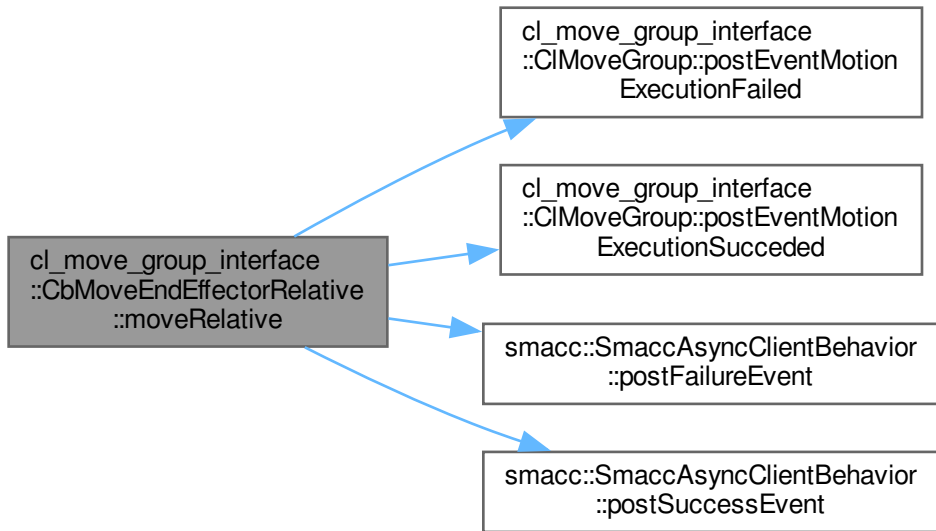 cl_move_group_interface
::ClMoveGroup::postEventMotion
ExecutionFailed
cl_move_group_interface
::ClMoveGroup::postEventMotion
ExecutionSucceded
cl_move_group_interface
::CbMoveEndEffectorRelative
::moveRelative
smacc::SmaccAsyncClientBehavior
::postFailureEvent
smacc::SmaccAsyncClientBehavior
::postSuccessEvent